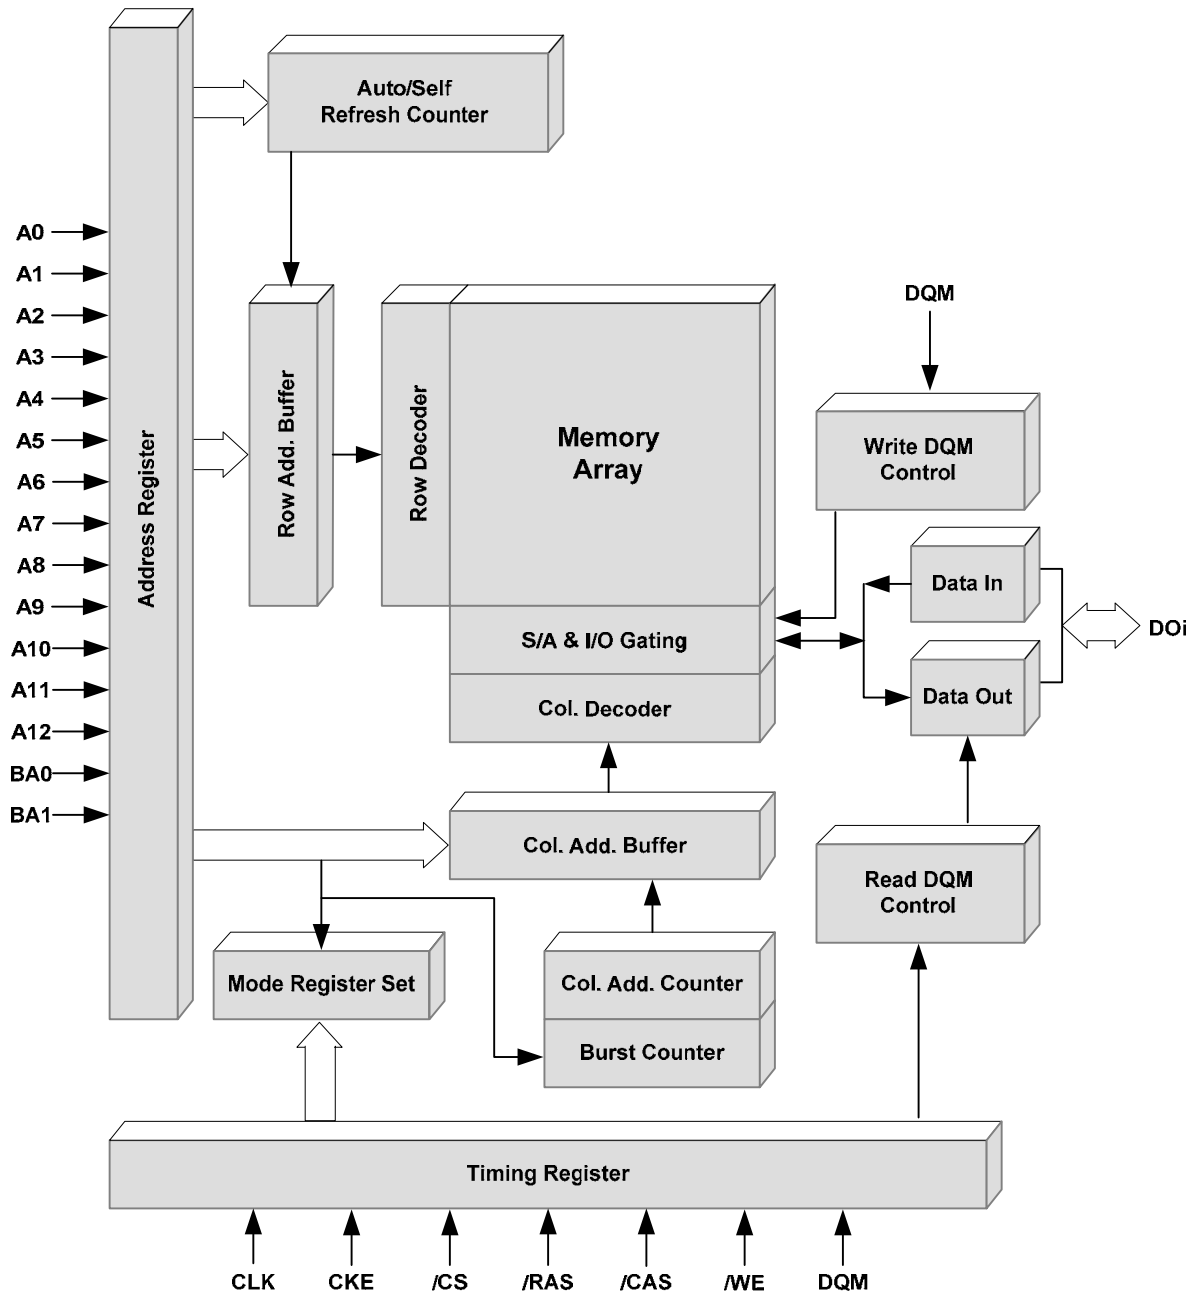 Auto/Self
Refresh Counter
A0
A1
A2
A3
A4
A5
A6
A7
A8
A9
A10
A11
A12
BA0
BA1
Address Register
Row Add. Buffer
Row Decoder
Memory
Array
S/A & I/O Gating
Col. Decoder
DQM
Write DQM
Control
Data In
Data Out
DOi
Col. Add. Buffer
Read DQM
Control
Mode Register Set
Col. Add. Counter
Burst Counter
Timing Register
CLK
CKE
/CS
/RAS
/CAS
/WE
DQM